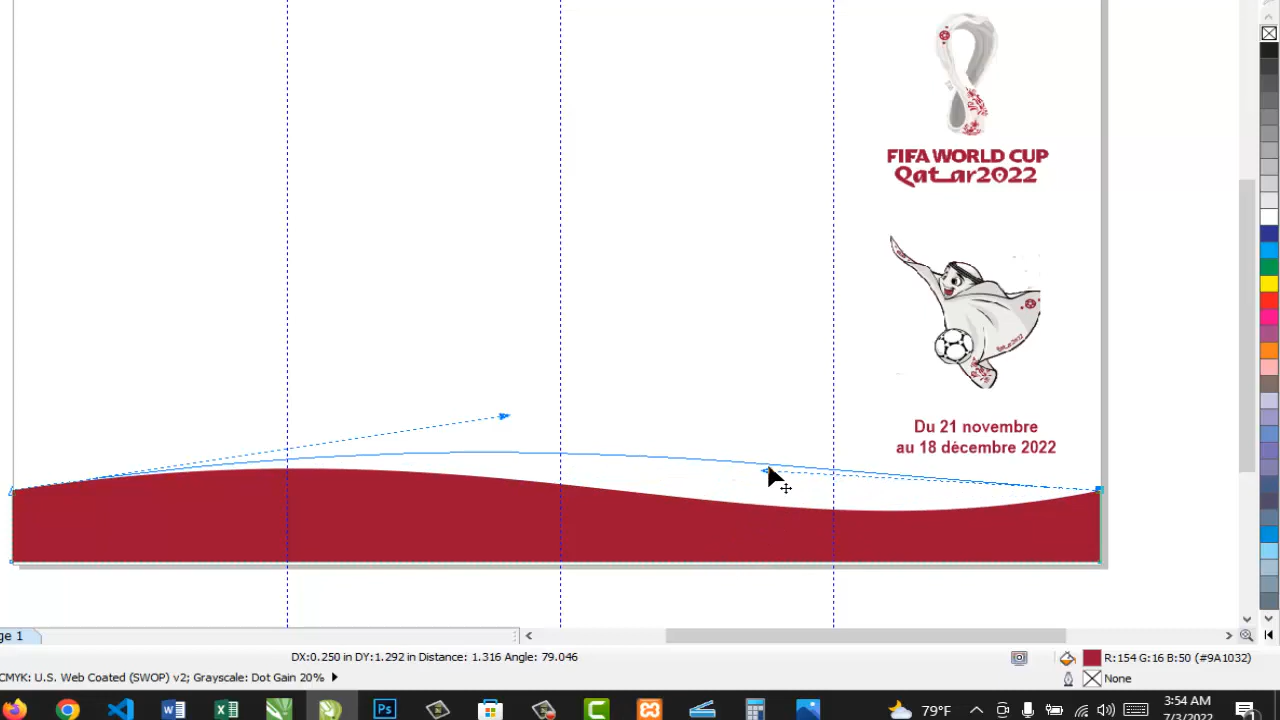 FIFA WORLD CUP
Qatar2022
Du 21 novembre
au 18 décembre 2022
ge 1
DX:0.250 in DY:1.292 in Distance: 1.316 Angle: 79.046
R:154 G:16 B:50 (#9A1032)
CMYK: U.S. Web Coated (SWOP) v2; Grayscale: Dot Gain 20%
None
79°F
3:54 AM
7/3/2022